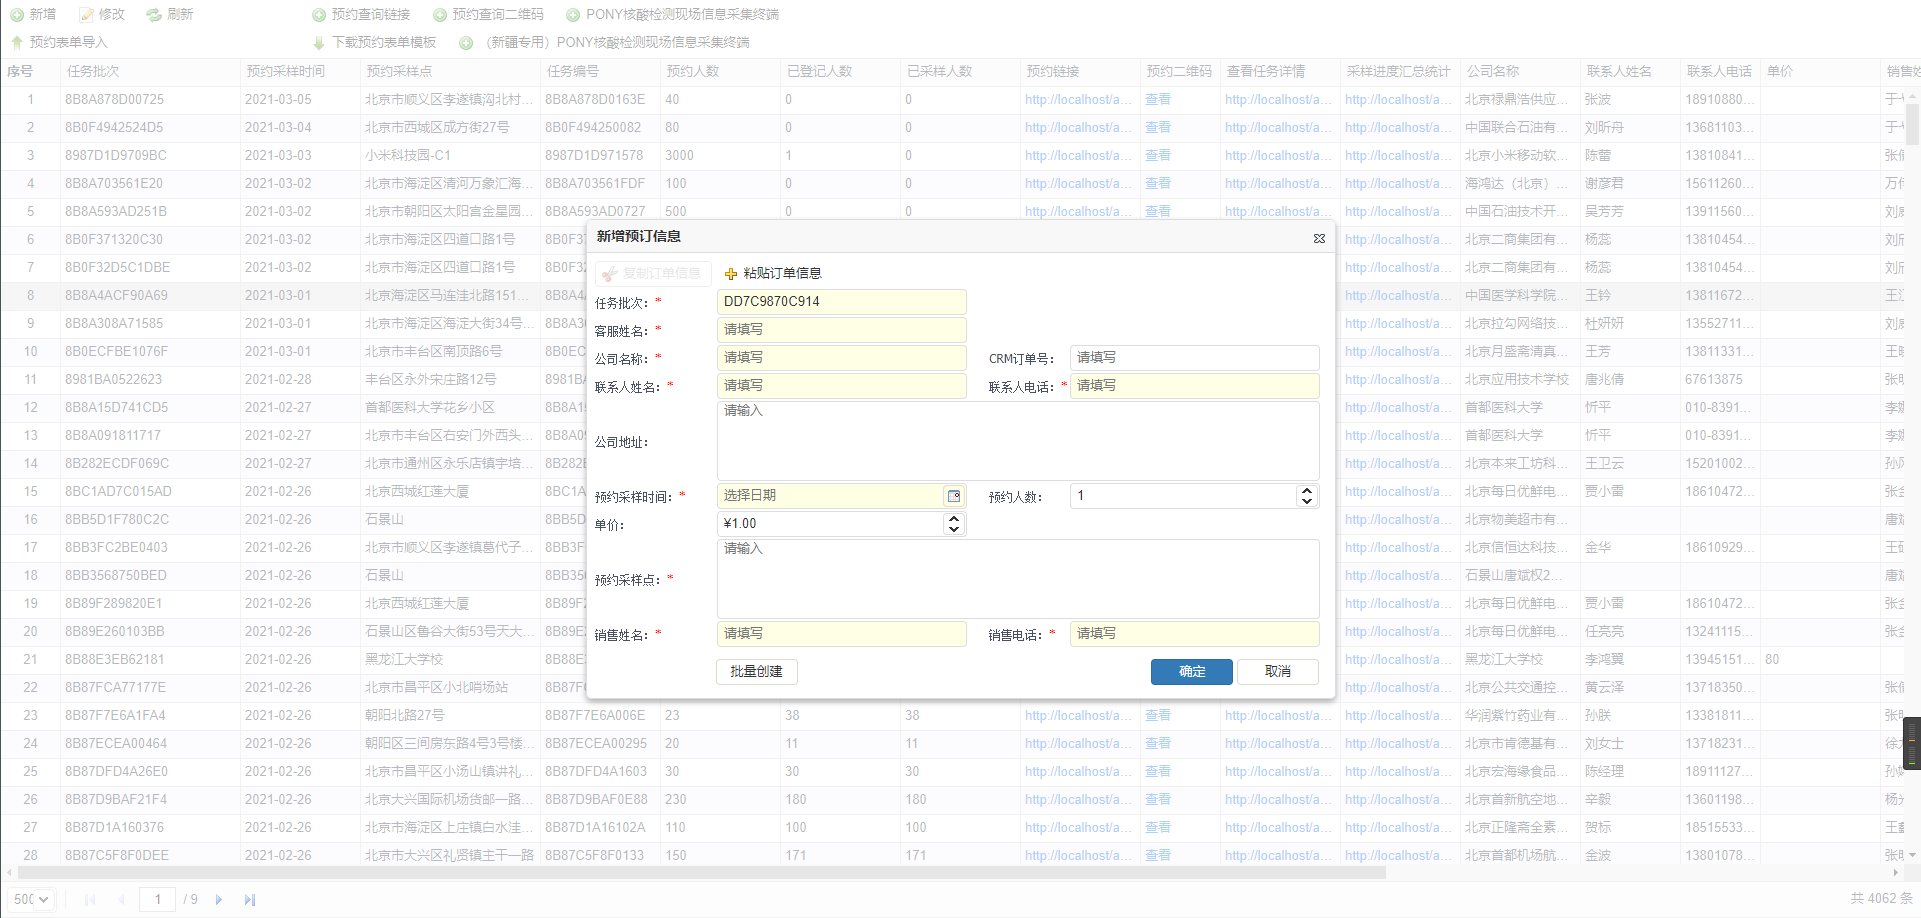 新增 修改 刷新 预约查询链接 预约查询二维码 PONY核酸检测现场信息采集终端
预约表单导入 下载预约表单模板 （新疆专用）PONY核酸检测现场信息采集终端
序号 任务批次 预约采样时间 预约采样点 任务编号 预约人数 已登记人数 已采样人数 预约链接 预约二维码 查看任务详情 采样进度汇总统计 公司名称 联系人姓名 联系人电话 单价
1 8B8A878D00725 2021-03-05 北京市顺义区李遂镇沟北村... 8B8A878D0163E 40 0 0 http://localhost/a... 查看 http://localhost/a... http://localhost/a... 北京禄鼎浩供应... 张波 18910880...
2 8B0F4942524D5 2021-03-04 北京市西城区成方街27号 8B0F494250082 80 0 0 http://localhost/a... 查看 http://localhost/a... http://localhost/a... 中国联合石油有... 刘昕舟 13681103...
3 8987D1D9709BC 2021-03-03 小米科技园-C1 8987D1D971578 3000 1 0 http://localhost/a... 查看 http://localhost/a... http://localhost/a... 北京小米移动软... 陈蕾 13810841...
4 8B8A703561E20 2021-03-02 北京市海淀区清河万象汇海... 8B8A703561FDF 100 0 0 http://localhost/a... 查看 http://localhost/a... http://localhost/a... 海鸿达（北京）... 谢彦君 15611260...
5 8B8A593AD251B 2021-03-02 北京市朝阳区太阳宫金星园... 8B8A593AD0727 500 0 0 http://localhost/a... 查看 http://localhost/a... http://localhost/a... 中国石油技术开... 吴芳芳 13911560...
6 8B0F371320C30 2021-03-02 北京市海淀区四道口路1号 http://localhost/a... 北京二商集团有... 杨蕊 13810454...
7 8B0F32D5C1DBE 2021-03-02 北京市海淀区四道口路1号 http://localhost/a... 北京二商集团有... 杨蕊 13810454...
8 8B8A4ACF90A69 2021-03-01 北京海淀区马连洼北路151... http://localhost/a... 中国医学科学院... 王钤 13811672...
9 8B8A308A71585 2021-03-01 北京市海淀区海淀大街34号... http://localhost/a... 北京拉勾网络技... 杜妍妍 13552711...
10 8B0ECFBE1076F 2021-03-01 北京市丰台区南顶路6号 http://localhost/a... 北京月盛斋清真... 王芳 13811331...
11 8981BA0522623 2021-02-28 丰台区永外宋庄路12号 http://localhost/a... 北京应用技术学校 唐兆倩 67613875
12 8B8A15D741CD5 2021-02-27 首都医科大学花乡小区 http://localhost/a... 首都医科大学 忻平 010-8391...
13 8B8A091811717 2021-02-27 北京市丰台区右安门外西头... http://localhost/a... 首都医科大学 忻平 010-8391...
14 8B282ECDF069C 2021-02-27 北京市通州区永乐店镇宇培... http://localhost/a... 北京本来工坊科... 王卫云 15201002...
15 8BC1AD7C015AD 2021-02-27 北京西城红莲大厦 http://localhost/a... 北京每日优鲜电... 贾小雷 18610472...
16 8BB5D1F780C2C 2021-02-26 石景山 http://localhost/a... 北京物美超市有...
17 8BB3FC2BE0403 2021-02-26 北京市顺义区李遂镇葛代子... http://localhost/a... 北京信恒达科技... 金华 18610929...
18 8BB3568750BED 2021-02-26 石景山 http://localhost/a... 石景山唐斌权2...
19 8B89F289820E1 2021-02-26 北京西城红莲大厦 http://localhost/a... 北京每日优鲜电... 贾小雷 18610472...
20 8B89E260103BB 2021-02-26 石景山区鲁谷大街53号天大... http://localhost/a... 北京每日优鲜电... 任亮亮 13241115...
21 8B88E3EB62181 2021-02-26 黑龙江大学校 http://localhost/a... 黑龙江大学校 李鸿翼 13945151... 80
22 8B87FCA77177E 2021-02-26 北京市昌平区小北哨场站 http://localhost/a... 北京公共交通控... 黄云泽 13718350...
23 8B87F7E6A1FA4 2021-02-26 朝阳北路27号 8B87F7E6A006E 23 38 38 http://localhost/a... 查看 http://localhost/a... http://localhost/a... 华润紫竹药业有... 孙朕 13381811...
24 8B87ECEA00464 2021-02-26 朝阳区三间房东路4号3号楼... 8B87ECEA00295 20 11 11 http://localhost/a... 查看 http://localhost/a... http://localhost/a... 北京市肯德基有... 刘女士 13718231...
25 8B87DFD4A26E0 2021-02-26 北京市昌平区小汤山镇讲礼... 8B87DFD4A1603 30 30 30 http://localhost/a... 查看 http://localhost/a... http://localhost/a... 北京宏海缘食品... 陈经理 18911127...
26 8B87D9BAF21F4 2021-02-26 北京大兴国际机场货邮一路... 8B87D9BAF0E88 230 180 180 http://localhost/a... 查看 http://localhost/a... http://localhost/a... 北京首新航空地... 辛毅 13601198...
27 8B87D1A160376 2021-02-26 北京市海淀区上庄镇白水洼... 8B87D1A16102A 110 100 100 http://localhost/a... 查看 http://localhost/a... http://localhost/a... 北京正隆斋全素... 贺标 18515533...
28 8B87C5F8F0DEE 2021-02-26 北京市大兴区礼贤镇主干一路 8B87C5F8F0133 150 171 171 http://localhost/a... 查看 http://localhost/a... http://localhost/a... 北京首都机场航... 金波 13801078...
500 1 / 9 共 4062 条
新增预订信息
复制订单信息 粘贴订单信息
任务批次：* DD7C9870C914
客服姓名：* 请填写
公司名称：* 请填写 CRM订单号： 请填写
联系人姓名：* 请填写 联系人电话：* 请填写
公司地址： 请输入
预约采样时间：* 选择日期 预约人数： 1
单价： ¥1.00
预约采样点：* 请输入
销售姓名：* 请填写 销售电话：* 请填写
批量创建 确定 取消